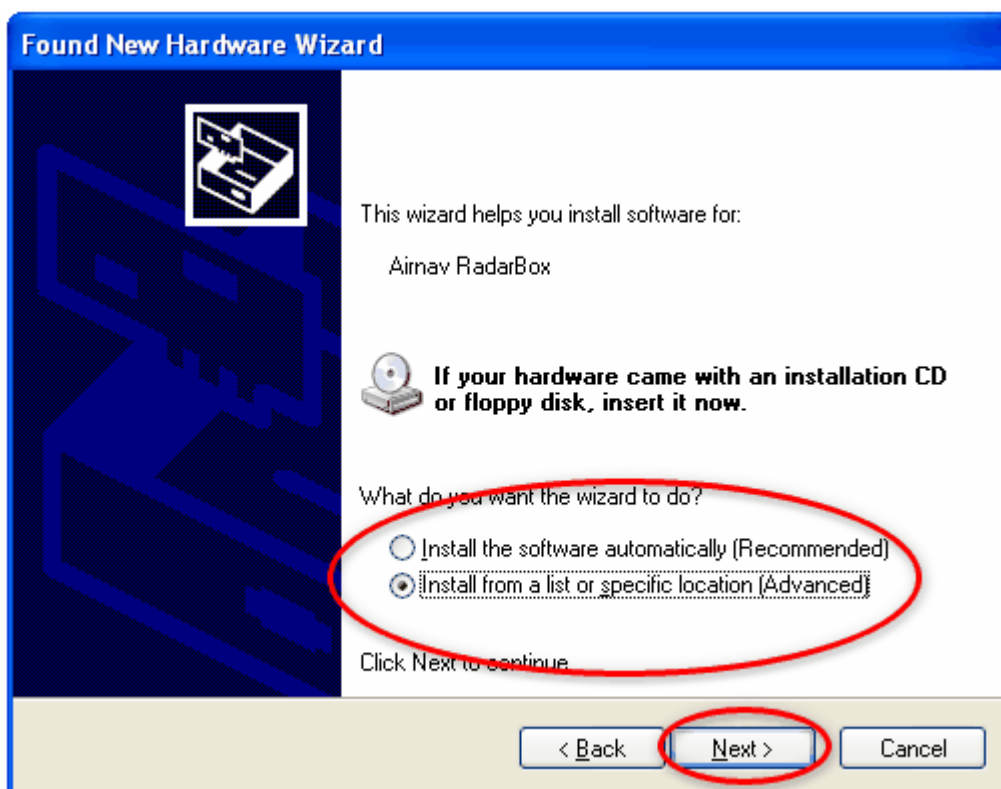 Found New Hardware Wizard
This wizard helps you install software for:
Airnav RadarBox
If your hardware came with an installation CD
or floppy disk, insert it now.
What do you want the wizard to do?
Install the software automatically (Recommended)
Install from a list or specific location (Advanced)
Click Next to continue.
< Back Next > Cancel